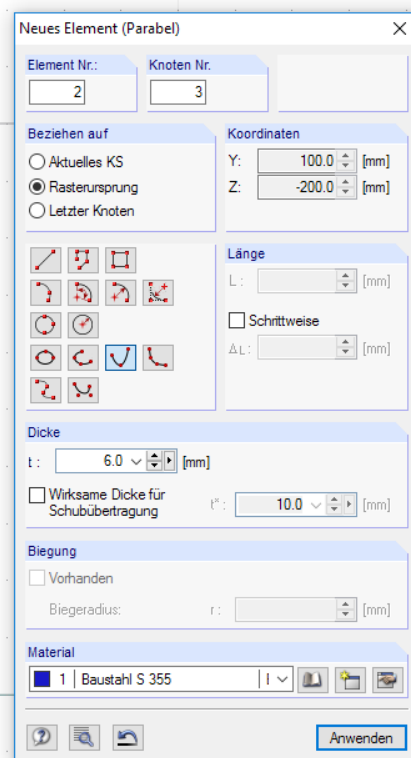 Neues Element (Parabel)
Element Nr.: Knoten Nr.
2 3
Beziehen auf Koordinaten
Aktuelles KS Y: 100.0 [mm]
Rasterursprung Z: -200.0 [mm]
Letzter Knoten
Länge
L : [mm]
Schrittweise
ΔL: [mm]
Dicke
t : 6.0 [mm]
Wirksame Dicke für
Schubübertragung t* : 10.0 [mm]
Biegung
Vorhanden
Biegeradius: r : [mm]
Material
1 | Baustahl S 355
Anwenden